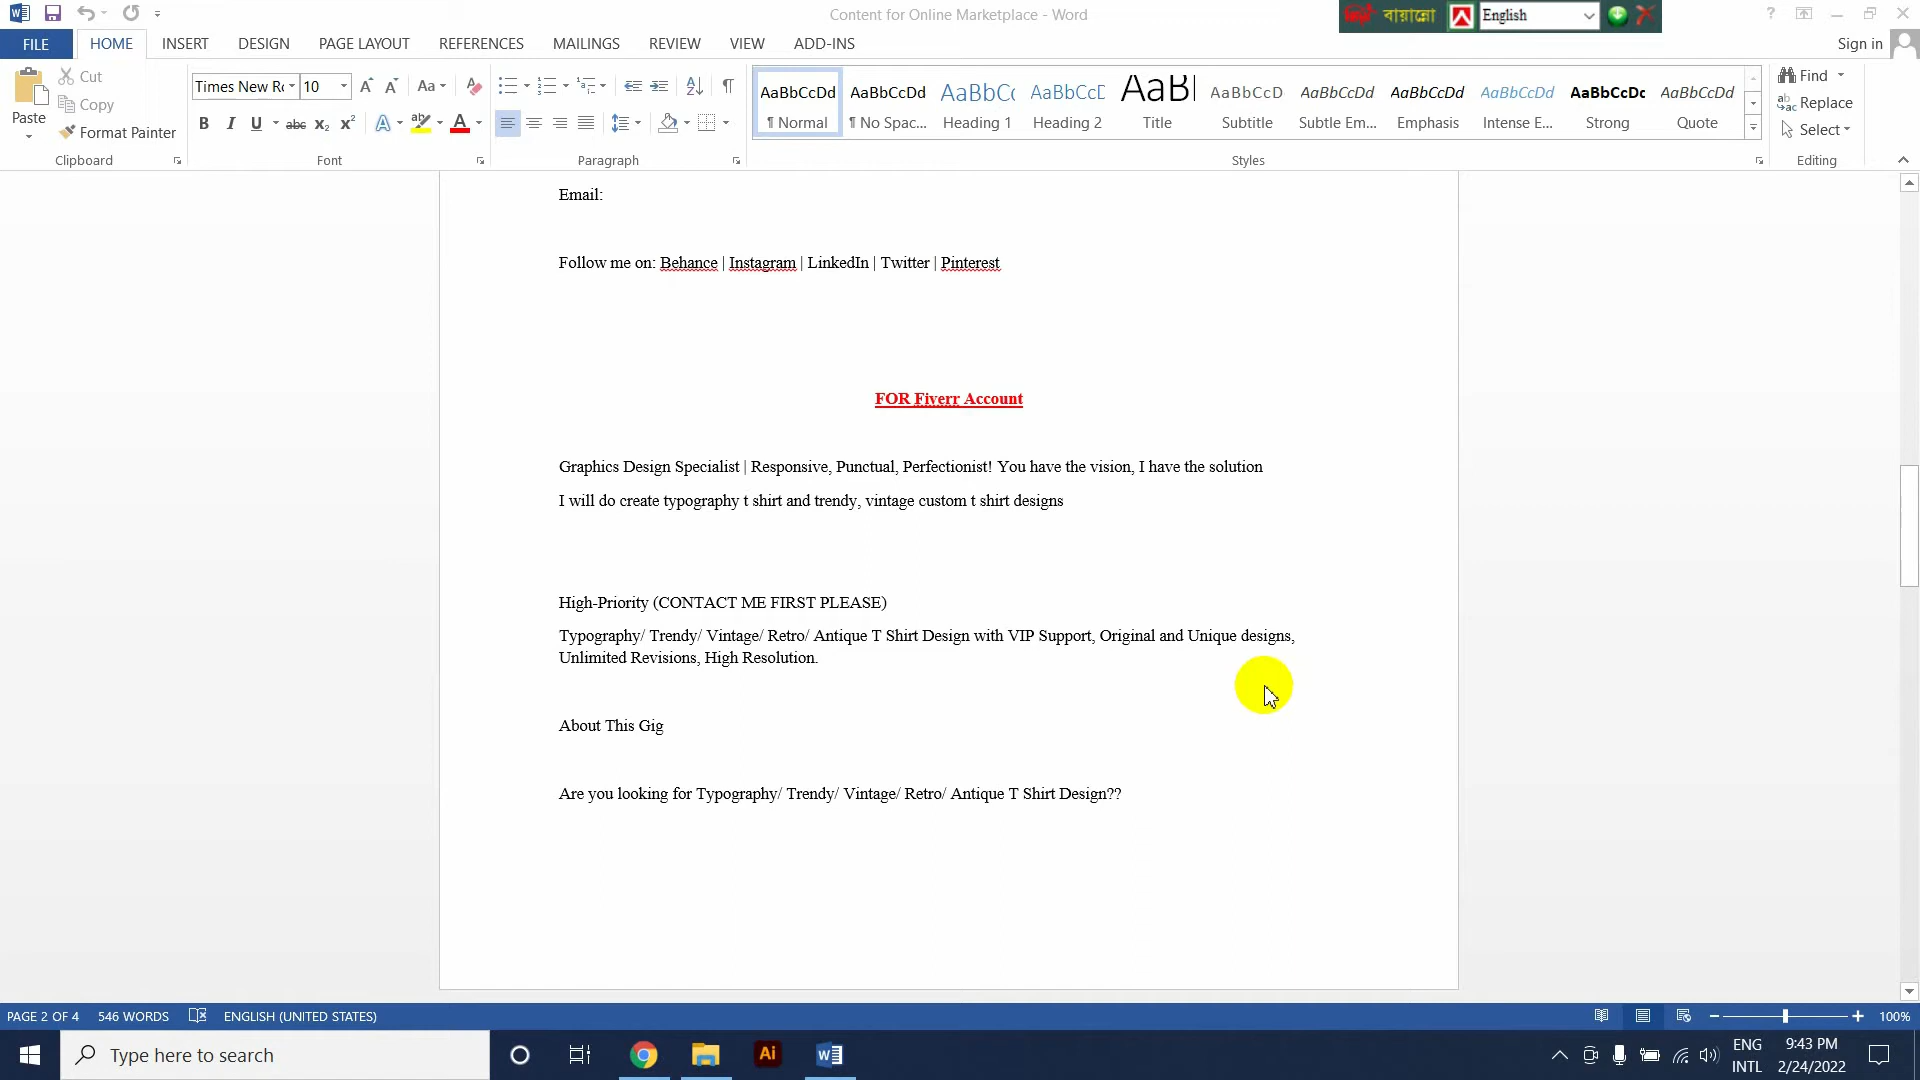 Content for Online Marketplace - Word
বায়ান্নো
English
FILE
HOME
INSERT
DESIGN
PAGE LAYOUT
REFERENCES
MAILINGS
REVIEW
VIEW
ADD-INS
Sign in
Paste
Cut
Copy
Format Painter
Clipboard
Times New Rc
10
Font
Paragraph
AaBbCcDd
¶ Normal
AaBbCcDd
¶ No Spac...
AaBbCc
Heading 1
AaBbCcD
Heading 2
AaBl
Title
AaBbCcD
Subtitle
AaBbCcDd
Subtle Em...
AaBbCcDd
Emphasis
AaBbCcDd
Intense E...
AaBbCcDc
Strong
AaBbCcDd
Quote
Styles
Find
Replace
Select
Editing
Email:
Follow me on: Behance | Instagram | LinkedIn | Twitter | Pinterest
FOR Fiverr Account
Graphics Design Specialist | Responsive, Punctual, Perfectionist! You have the vision, I have the solution
I will do create typography t shirt and trendy, vintage custom t shirt designs
High-Priority (CONTACT ME FIRST PLEASE)
Typography/ Trendy/ Vintage/ Retro/ Antique T Shirt Design with VIP Support, Original and Unique designs,
Unlimited Revisions, High Resolution.
About This Gig
Are you looking for Typography/ Trendy/ Vintage/ Retro/ Antique T Shirt Design??
PAGE 2 OF 4
546 WORDS
ENGLISH (UNITED STATES)
100%
Type here to search
Ai
ENG
INTL
9:43 PM
2/24/2022